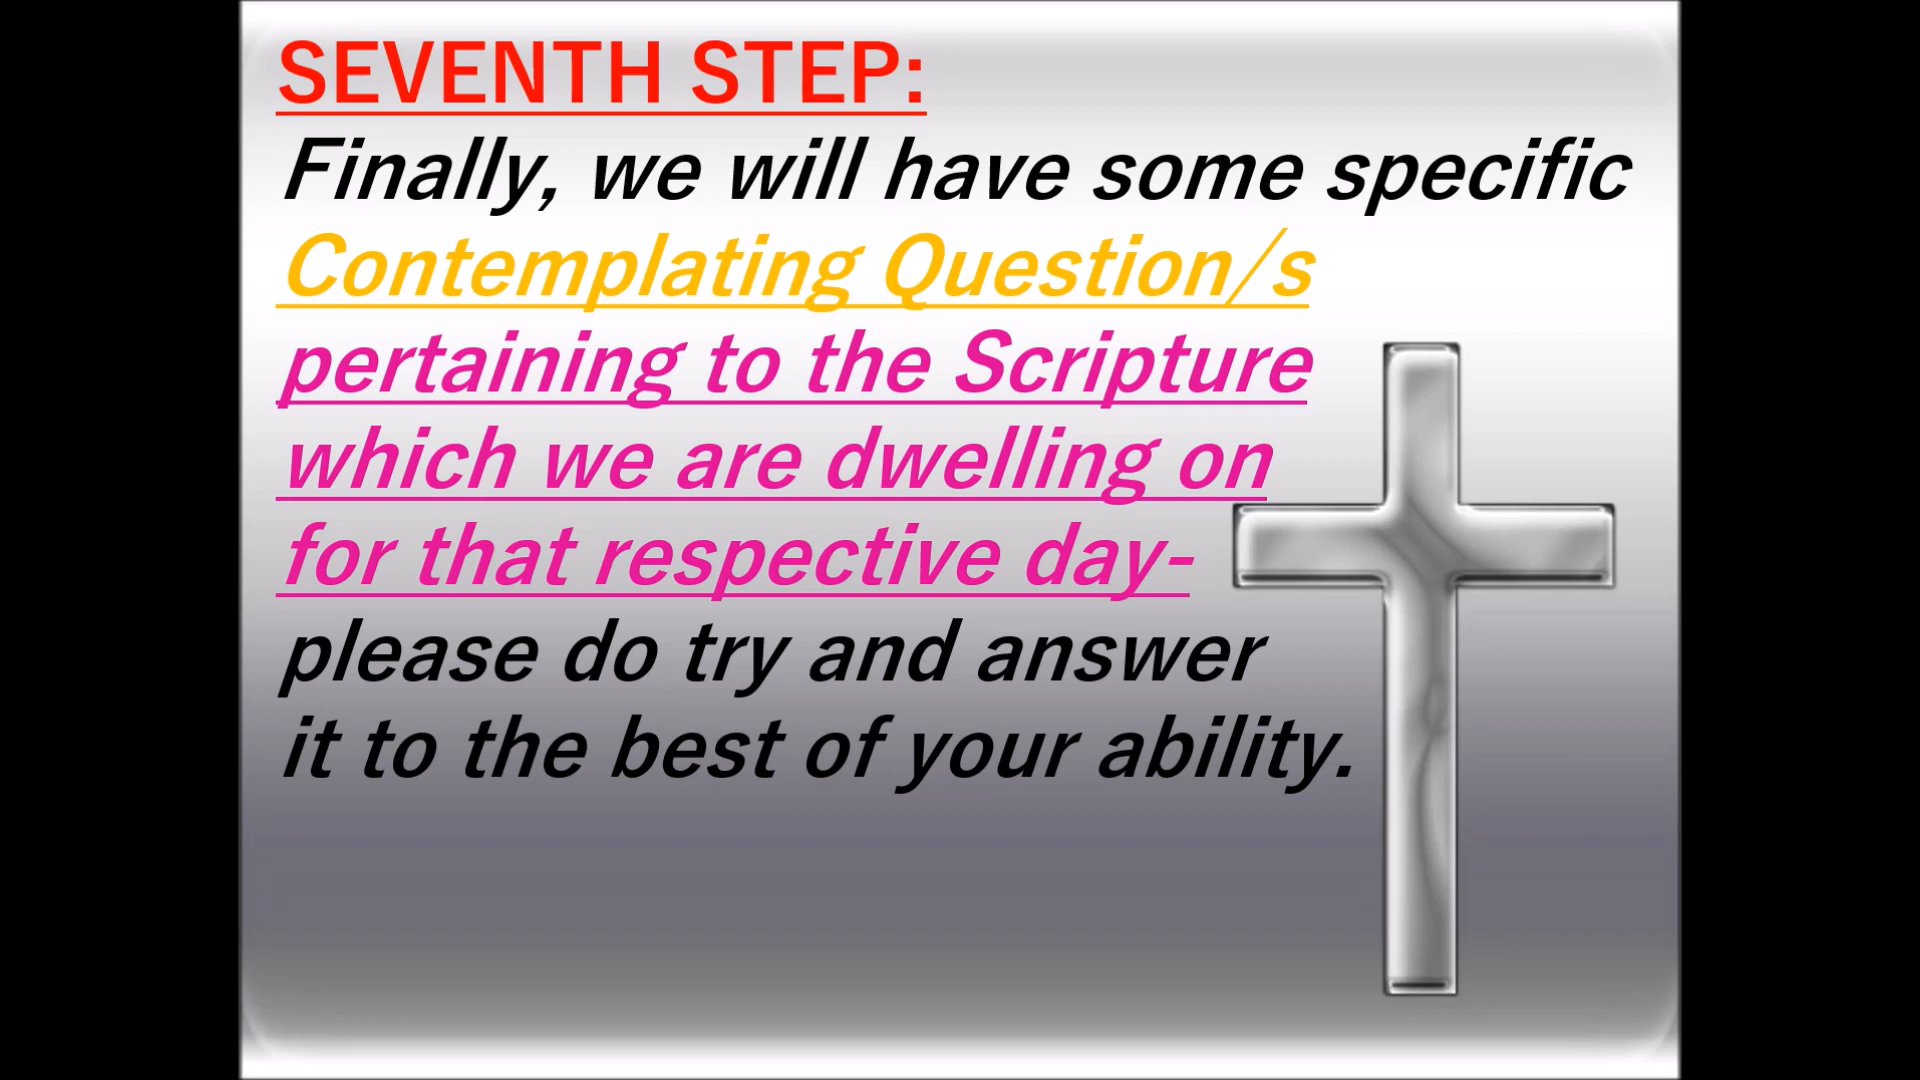 SEVENTH STEP:
Finally, we will have some specific
Contemplating Question/s
pertaining to the Scripture
which we are dwelling on
for that respective day-
please do try and answer
it to the best of your ability.